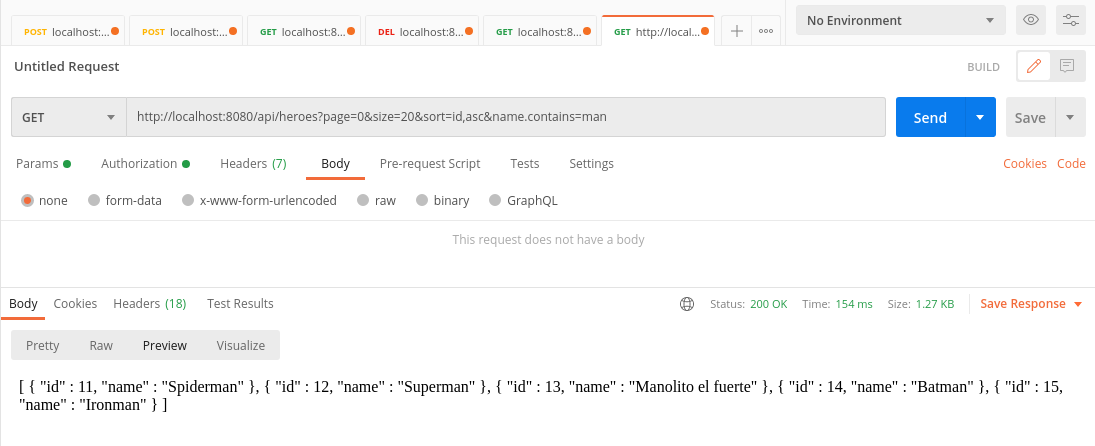 POST localhost:... POST localhost:... GET localhost:8... DEL localhost:8... GET localhost:8... GET http://local... No Environment
Untitled Request BUILD
GET http://localhost:8080/api/heroes?page=0&size=20&sort=id,asc&name.contains=man Send Save
Params Authorization Headers (7) Body Pre-request Script Tests Settings Cookies Code
none form-data x-www-form-urlencoded raw binary GraphQL
This request does not have a body
Body Cookies Headers (18) Test Results Status: 200 OK Time: 154 ms Size: 1.27 KB Save Response
Pretty Raw Preview Visualize
[ { "id" : 11, "name" : "Spiderman" }, { "id" : 12, "name" : "Superman" }, { "id" : 13, "name" : "Manolito el fuerte" }, { "id" : 14, "name" : "Batman" }, { "id" : 15,
"name" : "Ironman" } ]